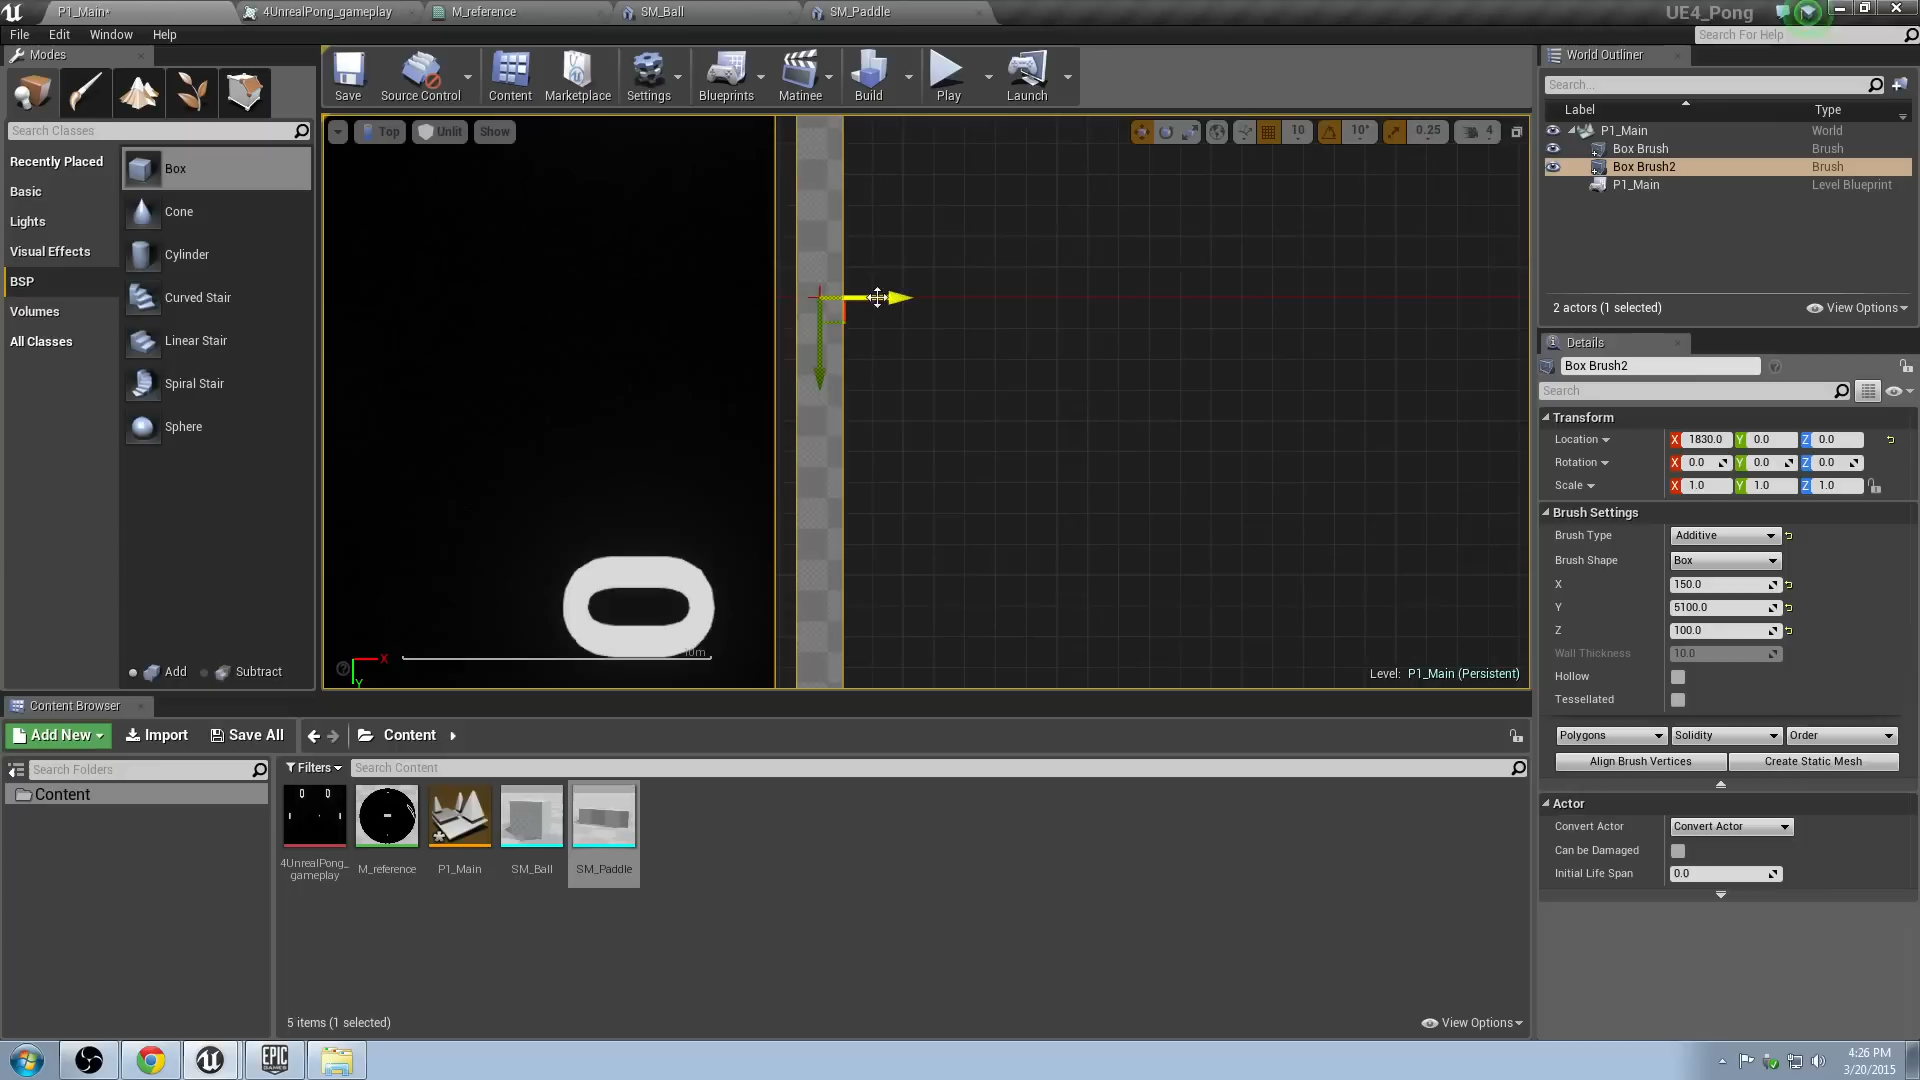 P1_Main*
4UnrealPong_gameplay
M_reference
SM_Ball
SM_Paddle
UE4_Pong
File
Edit
Window
Help
Search For Help
Modes
Save
Source Control
Content
Marketplace
Settings
Blueprints
Matinee
Build
Play
Launch
World Outliner
Search...
Label
Type
P1_Main
World
Box Brush
Brush
Box Brush2
Brush
P1_Main
Level Blueprint
2 actors (1 selected)
View Options
Search Classes
Recently Placed
Basic
Lights
Visual Effects
BSP
Volumes
All Classes
Box
Cone
Cylinder
Curved Stair
Linear Stair
Spiral Stair
Sphere
Add
Subtract
Top
Unlit
Show
10
10°
0.25
4
10m
X
Y
Level: P1_Main (Persistent)
Details
Box Brush2
Search
Transform
Location
X 1830.0 Y 0.0 Z 0.0
Rotation
X 0.0 Y 0.0 Z 0.0
Scale
X 1.0 Y 1.0 Z 1.0
Brush Settings
Brush Type
Additive
Brush Shape
Box
X
150.0
Y
5100.0
Z
100.0
Wall Thickness
10.0
Hollow
Tessellated
Polygons
Solidity
Order
Align Brush Vertices
Create Static Mesh
Actor
Convert Actor
Convert Actor
Can be Damaged
Initial Life Span
0.0
Content Browser
Add New
Import
Save All
Content
Search Folders
Content
Filters
Search Content
4UnrealPong_
gameplay
M_reference
P1_Main
SM_Ball
SM_Paddle
5 items (1 selected)
View Options
EPIC
GAMES
4:26 PM
3/20/2015